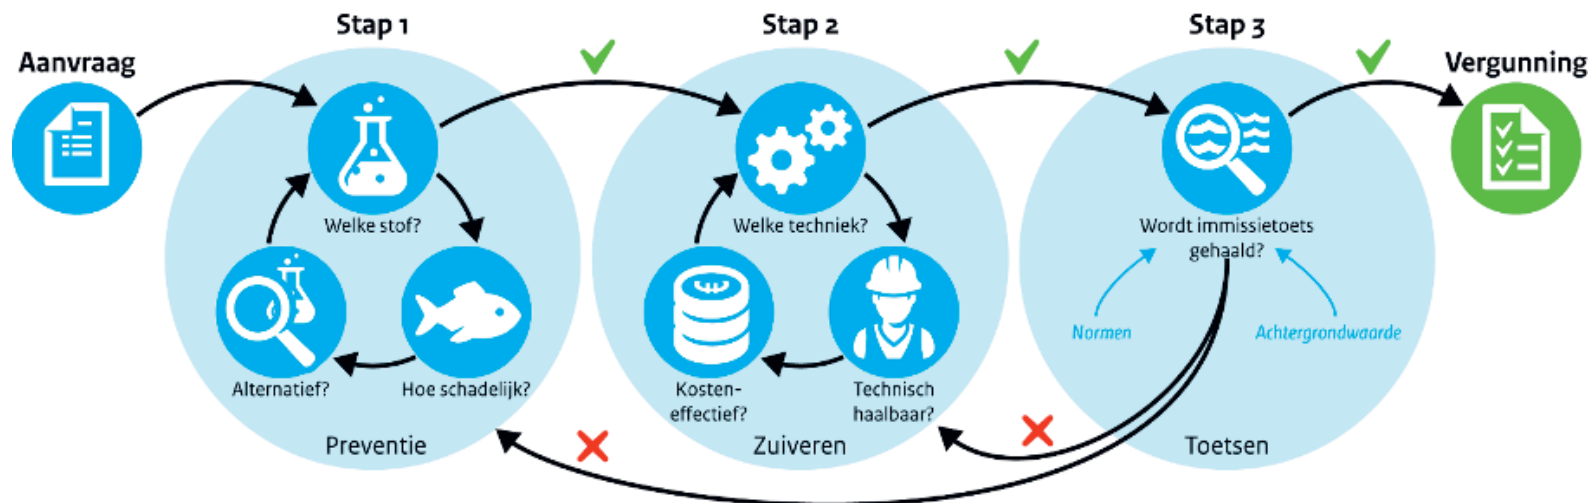 Aanvraag
Stap 1
Welke stof?
Alternatief?
Hoe schadelijk?
Preventie
Stap 2
Welke techniek?
Kosten-
effectief?
Technisch
haalbaar?
Zuiveren
Stap 3
Wordt immissietoets
gehaald?
Normen
Achtergrondwaarde
Toetsen
Vergunning